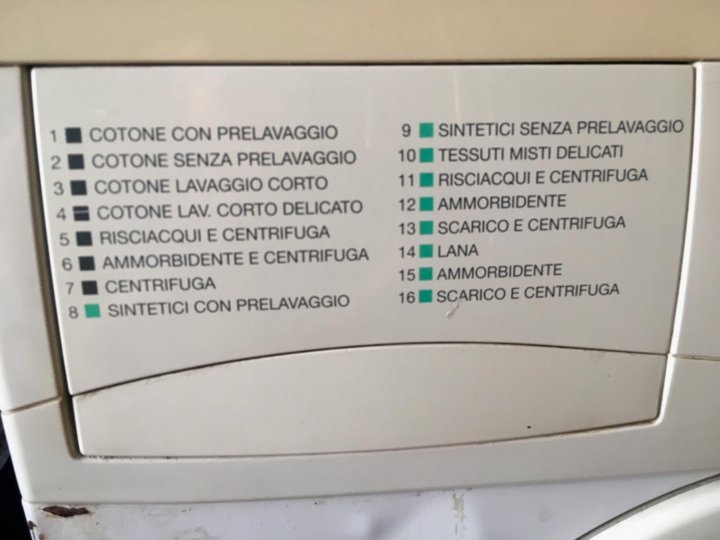 1 COTONE CON PRELAVAGGIO
2 COTONE SENZA PRELAVAGGIO
3 COTONE LAVAGGIO CORTO
4 COTONE LAV. CORTO DELICATO
5 RISCIACQUI E CENTRIFUGA
6 AMMORBIDENTE E CENTRIFUGA
7 CENTRIFUGA
8 SINTETICI CON PRELAVAGGIO
9 SINTETICI SENZA PRELAVAGGIO
10 TESSUTI MISTI DELICATI
11 RISCIACQUI E CENTRIFUGA
12 AMMORBIDENTE
13 SCARICO E CENTRIFUGA
14 LANA
15 AMMORBIDENTE
16 SCARICO E CENTRIFUGA